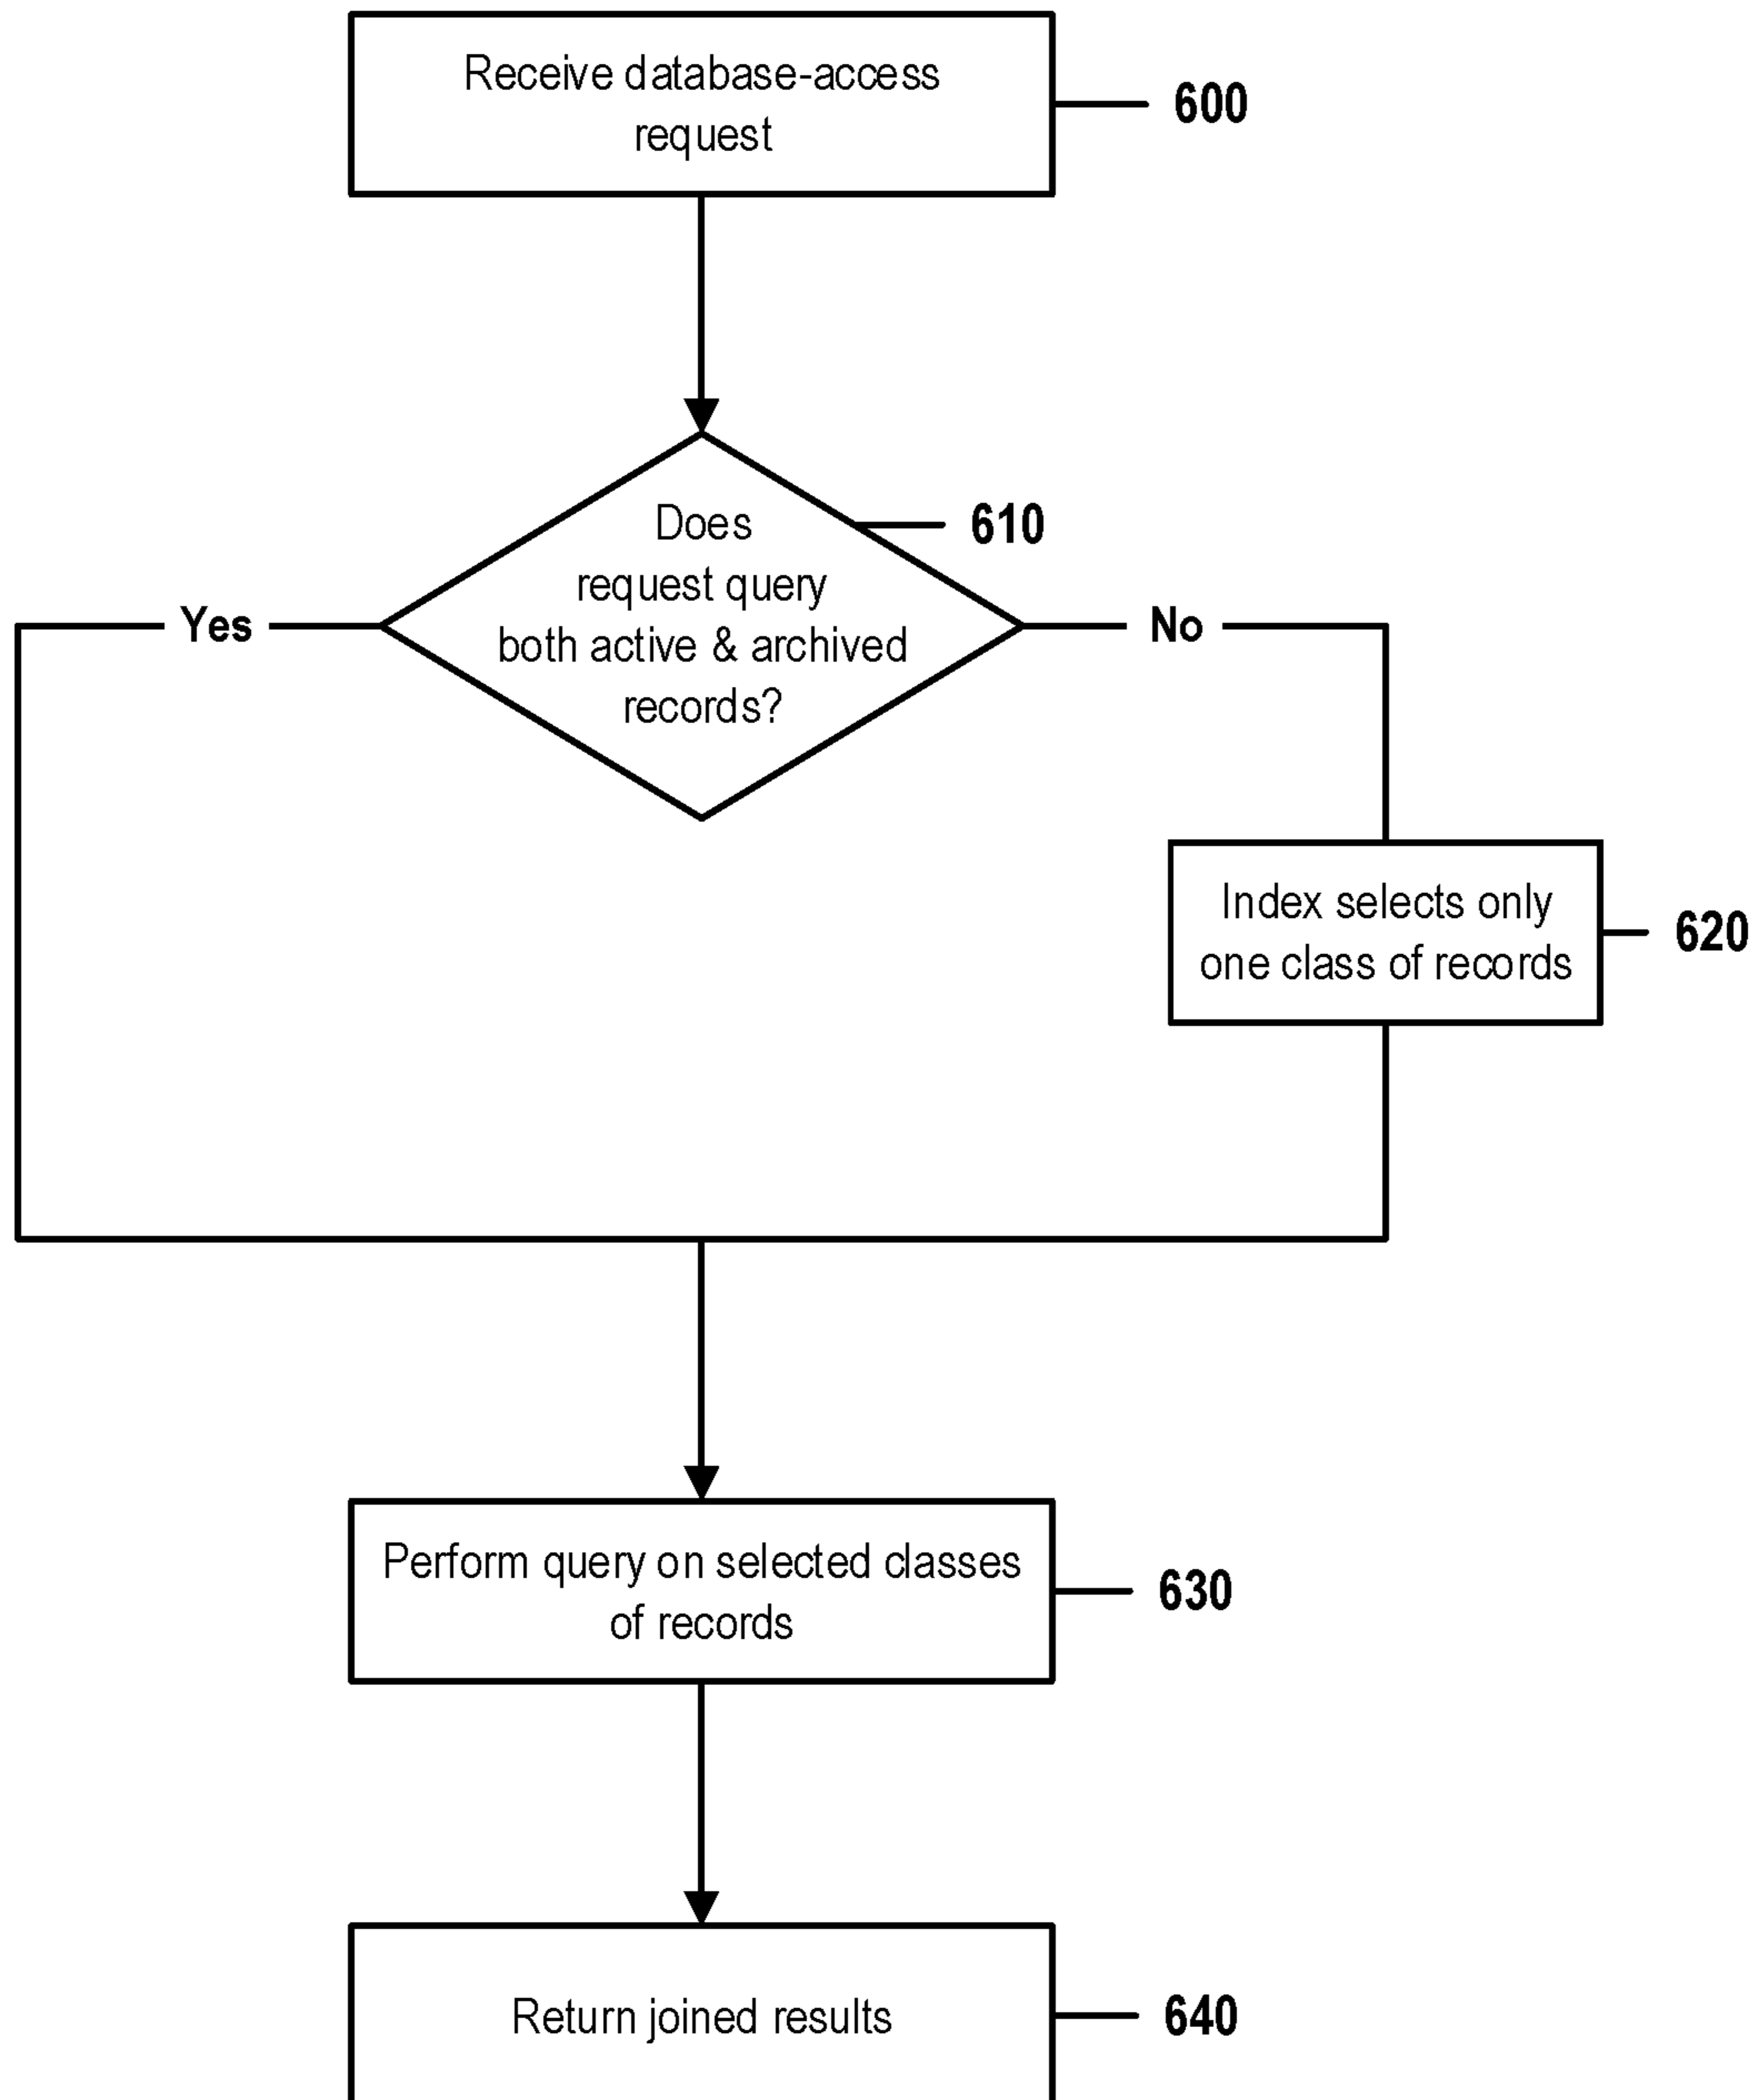 Receive database-access
request
600
Does
request query
both active & archived
records?
610
Yes
No
Index selects only
one class of records
620
Perform query on selected classes
of records
630
Return joined results
640